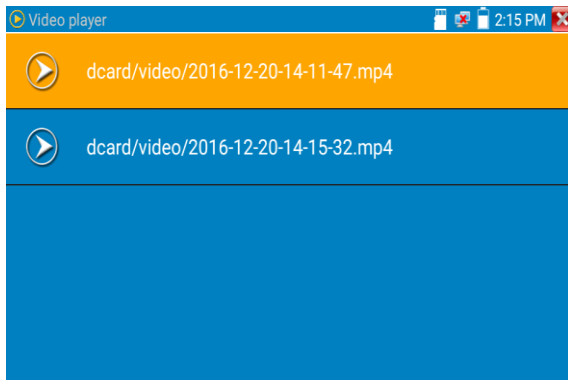 Video player
2:15 PM
dcard/video/2016-12-20-14-11-47.mp4
dcard/video/2016-12-20-14-15-32.mp4